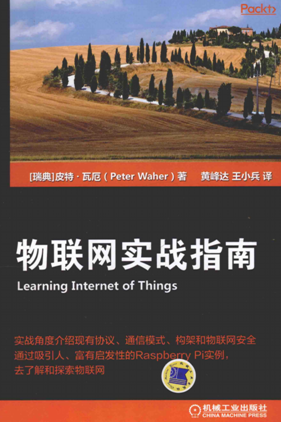 Packt>
[瑞典]皮特·瓦厄（Peter Waher）著 黄峰达 王小兵 译
物联网实战指南
Learning Internet of Things
实战角度介绍现有协议、通信模式、构架和物联网安全
通过吸引人、富有启发性的Raspberry Pi实例，
去了解和探索物联网
机械工业出版社
CHINA MACHINE PRESS